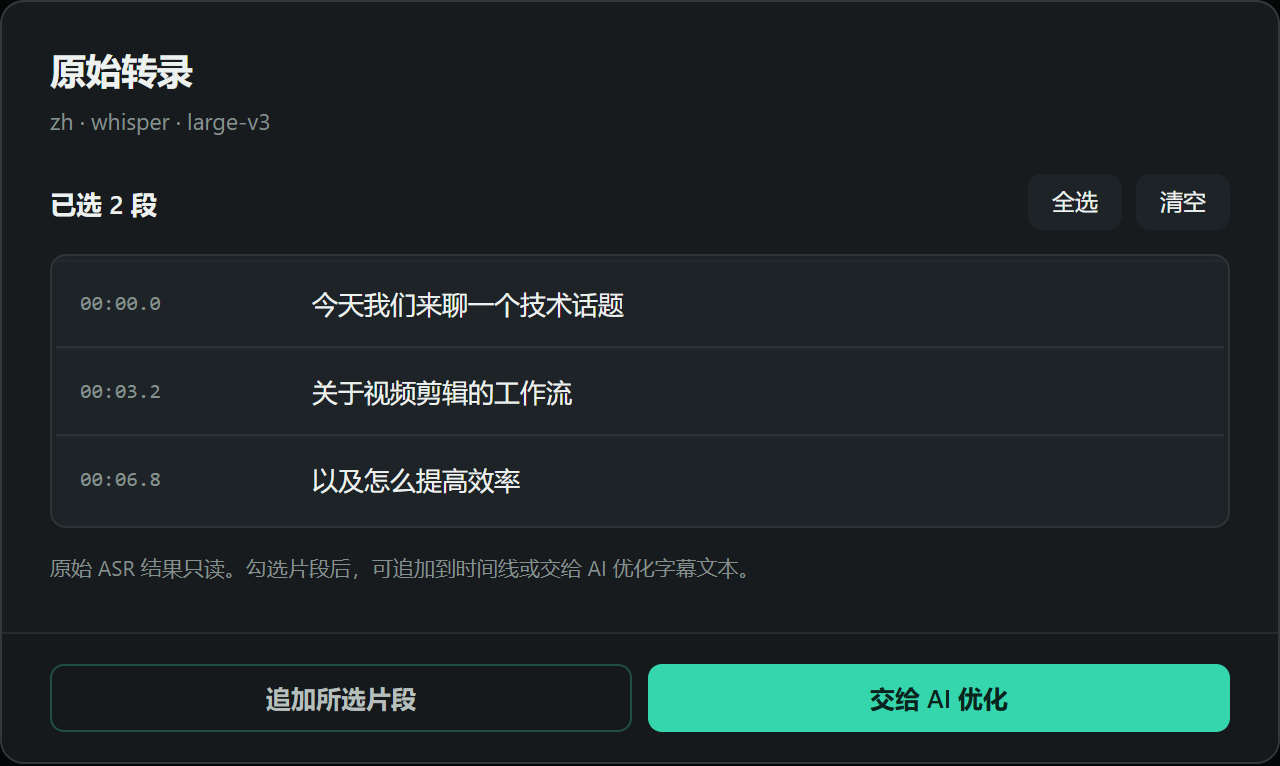 原始转录
zh · whisper · large-v3
已选 2 段
全选
清空
00:00.0 今天我们来聊一个技术话题
00:03.2 关于视频剪辑的工作流
00:06.8 以及怎么提高效率
原始 ASR 结果只读。勾选片段后，可追加到时间线或交给 AI 优化字幕文本。
追加所选片段
交给 AI 优化